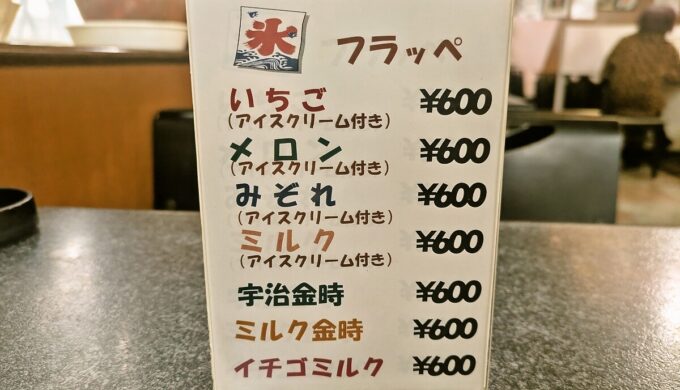 氷 フラッペ
いちご ¥600
(アイスクリーム付き)
メロン ¥600
(アイスクリーム付き)
みぞれ ¥600
(アイスクリーム付き)
ミルク ¥600
(アイスクリーム付き)
宇治金時 ¥600
ミルク金時 ¥600
イチゴミルク ¥600